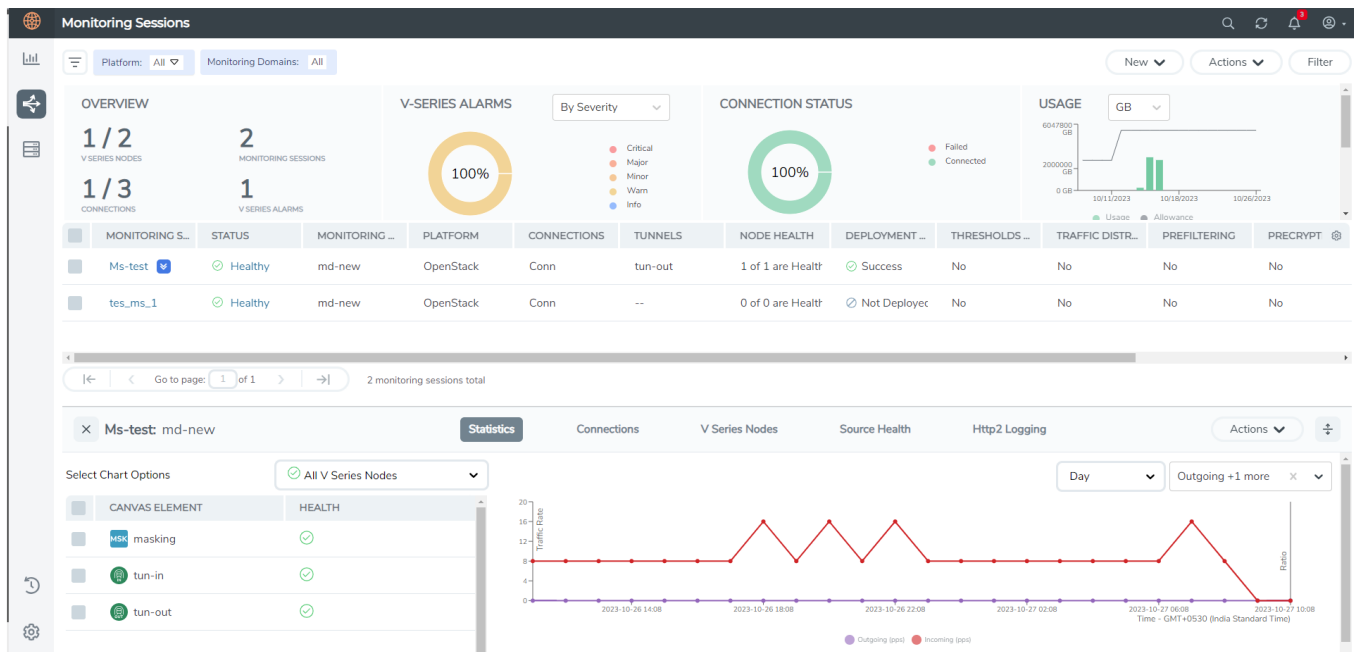 Monitoring Sessions
3
Platform: All
Monitoring Domains: All
New
Actions
Filter
OVERVIEW
1 / 2
V SERIES NODES
2
MONITORING SESSIONS
1 / 3
CONNECTIONS
1
V SERIES ALARMS
V-SERIES ALARMS
By Severity
100%
Critical
Major
Minor
Warn
Info
CONNECTION STATUS
100%
Failed
Connected
USAGE
GB
6047800 GB
2000000 GB
0 GB
10/11/2023 10/18/2023 10/26/2023
Usage Allowance
MONITORING S... STATUS MONITORING ... PLATFORM CONNECTIONS TUNNELS NODE HEALTH DEPLOYMENT ... THRESHOLDS ... TRAFFIC DISTR... PREFILTERING PRECRYPT
Ms-test Healthy md-new OpenStack Conn tun-out 1 of 1 are Health Success No No No No
tes_ms_1 Healthy md-new OpenStack Conn -- 0 of 0 are Health Not Deployec No No No No
Go to page: 1 of 1
2 monitoring sessions total
Ms-test: md-new
Statistics
Connections
V Series Nodes
Source Health
Http2 Logging
Actions
Select Chart Options
All V Series Nodes
Day
Outgoing +1 more
CANVAS ELEMENT HEALTH
MSK masking
tun-in
OUT tun-out
Traffic Rate
20
16
12
8
4
0
Ratio
2023-10-26 14:08 2023-10-26 18:08 2023-10-26 22:08 2023-10-27 02:08 2023-10-27 06:08 2023-10-27 10:08
Time - GMT+0530 (India Standard Time)
Outgoing (pps) Incoming (pps)